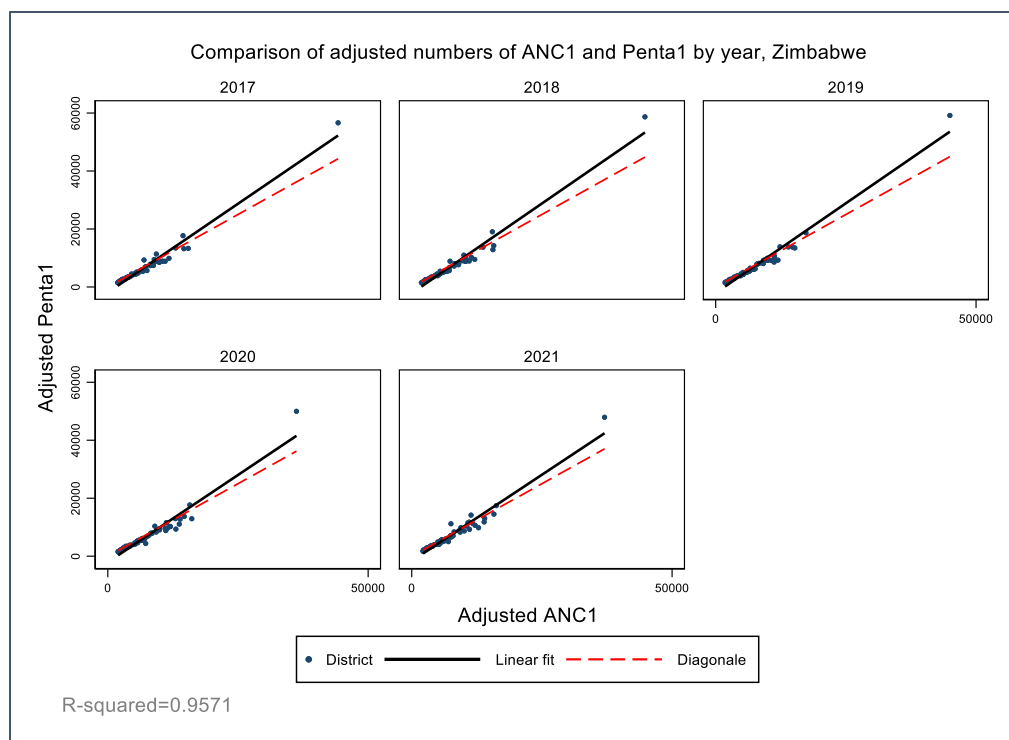 Comparison of adjusted numbers of ANC1 and Penta1 by year, Zimbabwe
2017
2018
2019
60000
40000
20000
0
0
50000
Adjusted Penta1
2020
2021
60000
40000
20000
0
0
50000
0
50000
Adjusted ANC1
District
Linear fit
Diagonale
R-squared=0.9571